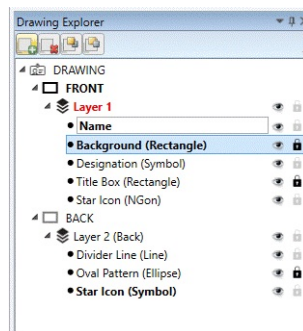 Drawing Explorer
DRAWING
FRONT
Layer 1
Name
Background (Rectangle)
Designation (Symbol)
Title Box (Rectangle)
Star Icon (NGon)
BACK
Layer 2 (Back)
Divider Line (Line)
Oval Pattern (Ellipse)
Star Icon (Symbol)